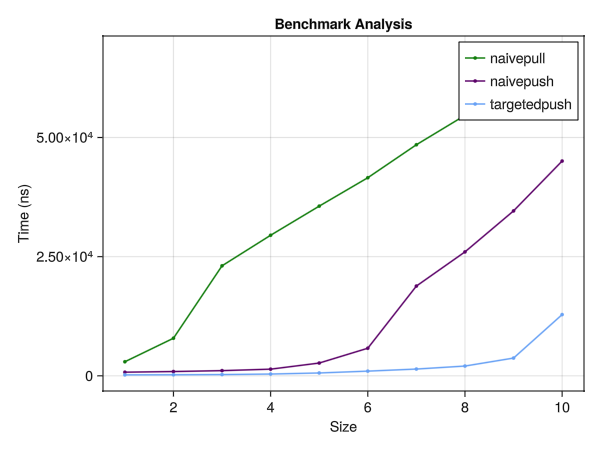 Benchmark Analysis
naivepull
naivepush
targetedpush
5.00×10⁴
2.50×10⁴
0
Time (ns)
2 4 6 8 10
Size